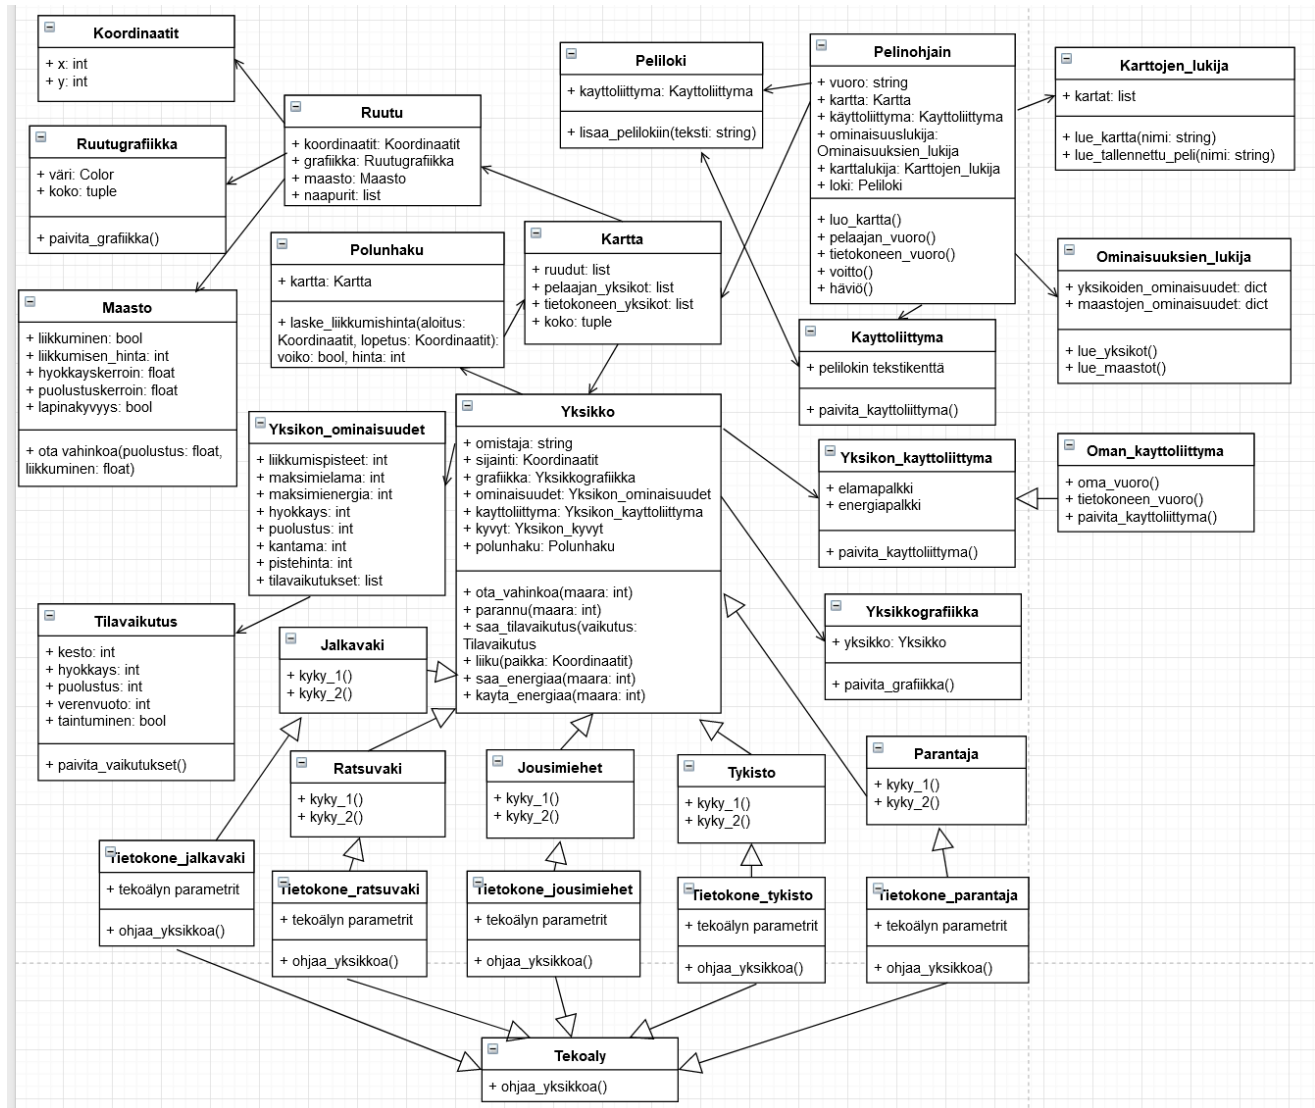 Koordinaatit
+ x: int
+ y: int
Ruutugrafiikka
+ väri: Color
+ koko: tuple
+ paivita_grafiikka()
Ruutu
+ koordinaatit: Koordinaatit
+ grafiikka: Ruutugrafiikka
+ maasto: Maasto
+ naapurit: list
Peliloki
+ kayttoliittyma: Kayttoliittyma
+ lisaa_pelilokiin(teksti: string)
Pelinohjain
+ vuoro: string
+ kartta: Kartta
+ käyttoliittyma: Kayttoliittyma
+ ominaisuuslukija:
Ominaisuuksien_lukija
+ karttalukija: Karttojen_lukija
+ loki: Peliloki
+ luo_kartta()
+ pelaajan_vuoro()
+ tietokoneen_vuoro()
+ voitto()
+ häviö()
Karttojen_lukija
+ kartat: list
+ lue_kartta(nimi: string)
+ lue_tallennettu_peli(nimi: string)
Maasto
+ liikkuminen: bool
+ liikkumisen_hinta: int
+ hyokkayskerroin: float
+ puolustuskerroin: float
+ lapinakyvyys: bool
+ ota vahinkoa(puolustus: float,
liikkuminen: float)
Polunhaku
+ kartta: Kartta
+ laske_liikkumishinta(aloitus:
Koordinaatit, lopetus: Koordinaatit):
voiko: bool, hinta: int
Kartta
+ ruudut: list
+ pelaajan_yksikot: list
+ tietokoneen_yksikot: list
+ koko: tuple
Ominaisuuksien_lukija
+ yksikoiden_ominaisuudet: dict
+ maastojen_ominaisuudet: dict
+ lue_yksikot()
+ lue_maastot()
Kayttoliittyma
+ pelilokin tekstikenttä
+ paivita_kayttoliittyma()
Yksikon_ominaisuudet
+ liikkumispisteet: int
+ maksimielama: int
+ maksimienergia: int
+ hyokkays: int
+ puolustus: int
+ kantama: int
+ pistehinta: int
+ tilavaikutukset: list
Yksikko
+ omistaja: string
+ sijainti: Koordinaatit
+ grafiikka: Yksikkografiikka
+ ominaisuudet: Yksikon_ominaisuudet
+ kayttoliittyma: Yksikon_kayttoliittyma
+ kyvyt: Yksikon_kyvyt
+ polunhaku: Polunhaku
+ ota_vahinkoa(maara: int)
+ parannu(maara: int)
+ saa_tilavaikutus(vaikutus:
Tilavaikutus
+ liiku(paikka: Koordinaatit)
+ saa_energiaa(maara: int)
+ kayta_energiaa(maara: int)
Yksikon_kayttoliittyma
+ elamapalkki
+ energiapalkki
+ paivita_kayttoliittyma()
Oman_kayttoliittyma
+ oma_vuoro()
+ tietokoneen_vuoro()
+ paivita_kayttoliittyma()
Yksikkografiikka
+ yksikko: Yksikko
+ paivita_grafiikka()
Tilavaikutus
+ kesto: int
+ hyokkays: int
+ puolustus: int
+ verenvuoto: int
+ taintuminen: bool
+ paivita_vaikutukset()
Jalkavaki
+ kyky_1()
+ kyky_2()
Ratsuvaki
+ kyky_1()
+ kyky_2()
Jousimiehet
+ kyky_1()
+ kyky_2()
Tykisto
+ kyky_1()
+ kyky_2()
Parantaja
+ kyky_1()
+ kyky_2()
Tietokone_jalkavaki
+ tekoälyn parametrit
+ ohjaa_yksikkoa()
Tietokone_ratsuvaki
+ tekoälyn parametrit
+ ohjaa_yksikkoa()
Tietokone_jousimiehet
+ tekoälyn parametrit
+ ohjaa_yksikkoa()
Tietokone_tykisto
+ tekoälyn parametrit
+ ohjaa_yksikkoa()
Tietokone_parantaja
+ tekoälyn parametrit
+ ohjaa_yksikkoa()
Tekoaly
+ ohjaa_yksikkoa()